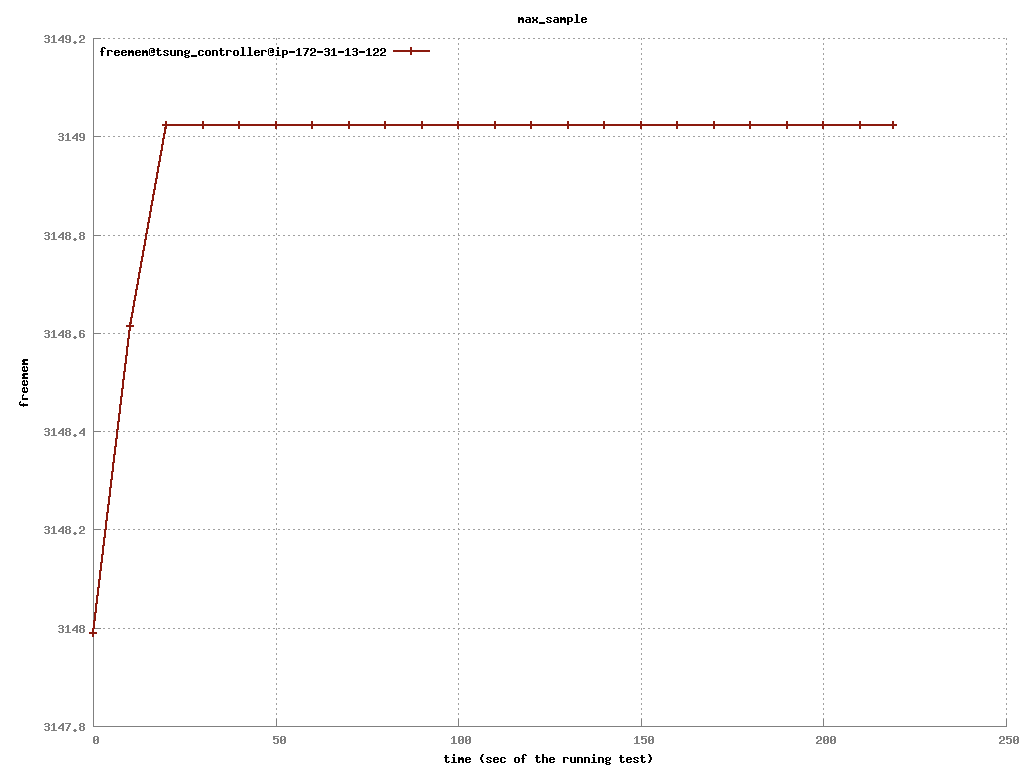 max_sample
3149.2
freemem@tsung_controller@ip-172-31-13-122
3149
3148.8
3148.6
freemem
3148.4
3148.2
3148
3147.8
0 50 100 150 200 250
time (sec of the running test)